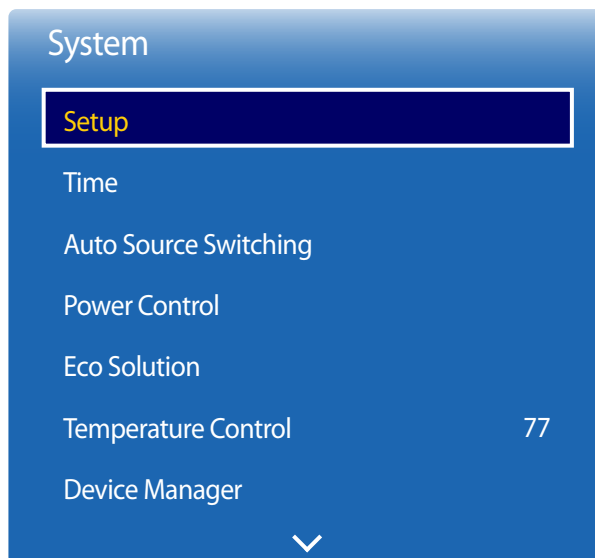 System
Setup
Time
Auto Source Switching
Power Control
Eco Solution
Temperature Control 77
Device Manager